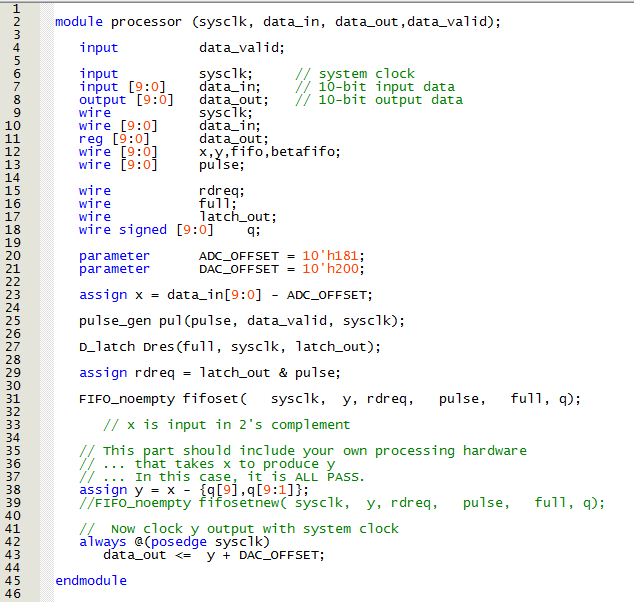 1
2 module processor (sysclk, data_in, data_out,data_valid);
3
4 input data_valid;
5
6 input sysclk; // system clock
7 input [9:0] data_in; // 10-bit input data
8 output [9:0] data_out; // 10-bit output data
9 wire sysclk;
10 wire [9:0] data_in;
11 reg [9:0] data_out;
12 wire [9:0] x,y,fifo,betafifo;
13 wire [9:0] pulse;
14
15 wire rdreq;
16 wire full;
17 wire latch_out;
18 wire signed [9:0] q;
19
20 parameter ADC_OFFSET = 10'h181;
21 parameter DAC_OFFSET = 10'h200;
22
23 assign x = data_in[9:0] - ADC_OFFSET;
24
25 pulse_gen pul(pulse, data_valid, sysclk);
26
27 D_latch Dres(full, sysclk, latch_out);
28
29 assign rdreq = latch_out & pulse;
30
31 FIFO_noempty fifoset( sysclk, y, rdreq, pulse, full, q);
32
33 // x is input in 2's complement
34
35 // This part should include your own processing hardware
36 // ... that takes x to produce y
37 // ... In this case, it is ALL PASS.
38 assign y = x - {q[9],q[9:1]};
39 //FIFO_noempty fifosetnew( sysclk, y, rdreq, pulse, full, q);
40
41 // Now clock y output with system clock
42 always @(posedge sysclk)
43 data_out <= y + DAC_OFFSET;
44
45 endmodule
46